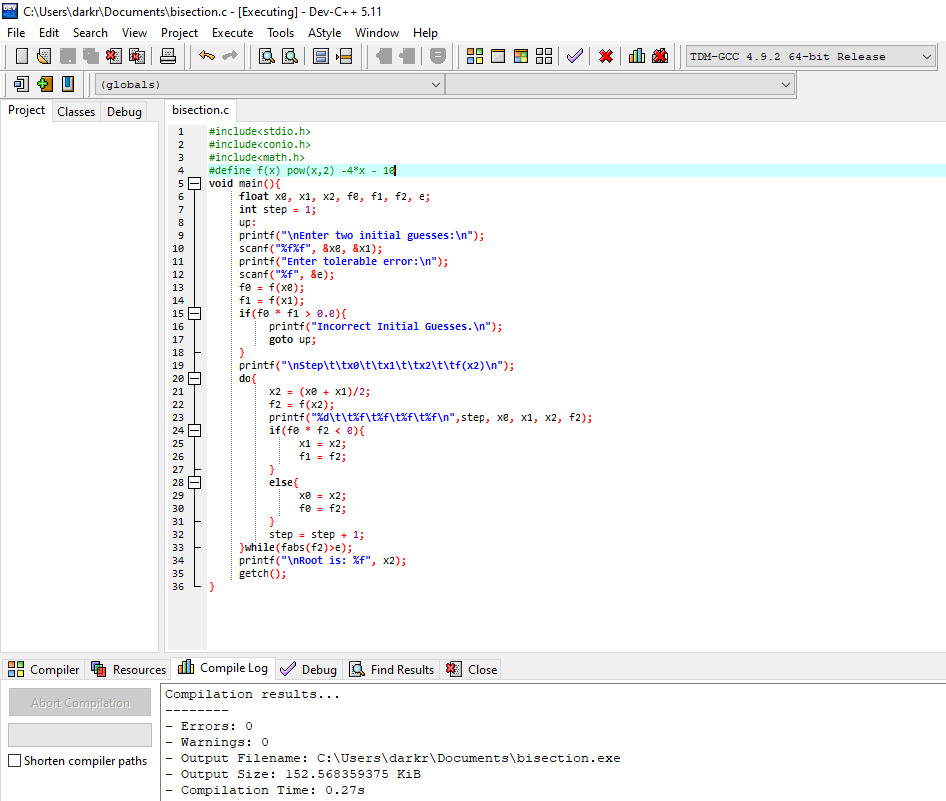 C:\Users\darkr\Documents\bisection.c - [Executing] - Dev-C++ 5.11
File Edit Search View Project Execute Tools AStyle Window Help
TDM-GCC 4.9.2 64-bit Release
(globals)
Project Classes Debug bisection.c
1 #include<stdio.h>
2 #include<conio.h>
3 #include<math.h>
4 #define f(x) pow(x,2) -4*x - 10
5 void main(){
6 float x0, x1, x2, f0, f1, f2, e;
7 int step = 1;
8 up:
9 printf("\nEnter two initial guesses:\n");
10 scanf("%f%f", &x0, &x1);
11 printf("Enter tolerable error:\n");
12 scanf("%f", &e);
13 f0 = f(x0);
14 f1 = f(x1);
15 if(f0 * f1 > 0.0){
16 printf("Incorrect Initial Guesses.\n");
17 goto up;
18 }
19 printf("\nStep\t\tx0\t\tx1\t\tx2\t\tf(x2)\n");
20 do{
21 x2 = (x0 + x1)/2;
22 f2 = f(x2);
23 printf("%d\t\t%f\t%f\t%f\t%f\n",step, x0, x1, x2, f2);
24 if(f0 * f2 < 0){
25 x1 = x2;
26 f1 = f2;
27 }
28 else{
29 x0 = x2;
30 f0 = f2;
31 }
32 step = step + 1;
33 }while(fabs(f2)>e);
34 printf("\nRoot is: %f", x2);
35 getch();
36 }
Compiler Resources Compile Log Debug Find Results Close
Abort Compilation
Shorten compiler paths
Compilation results...
--------
- Errors: 0
- Warnings: 0
- Output Filename: C:\Users\darkr\Documents\bisection.exe
- Output Size: 152.568359375 KiB
- Compilation Time: 0.27s